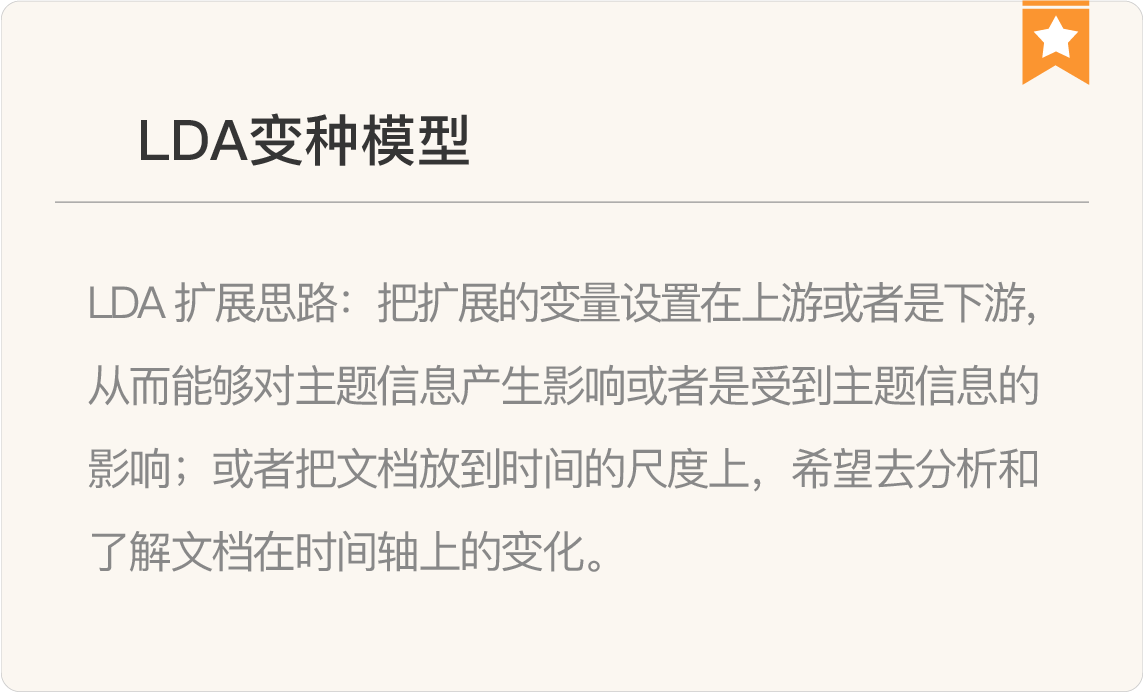 LDA变种模型
LDA 扩展思路：把扩展的变量设置在上游或者是下游,
从而能够对主题信息产生影响或者是受到主题信息的
影响；或者把文档放到时间的尺度上，希望去分析和
了解文档在时间轴上的变化。